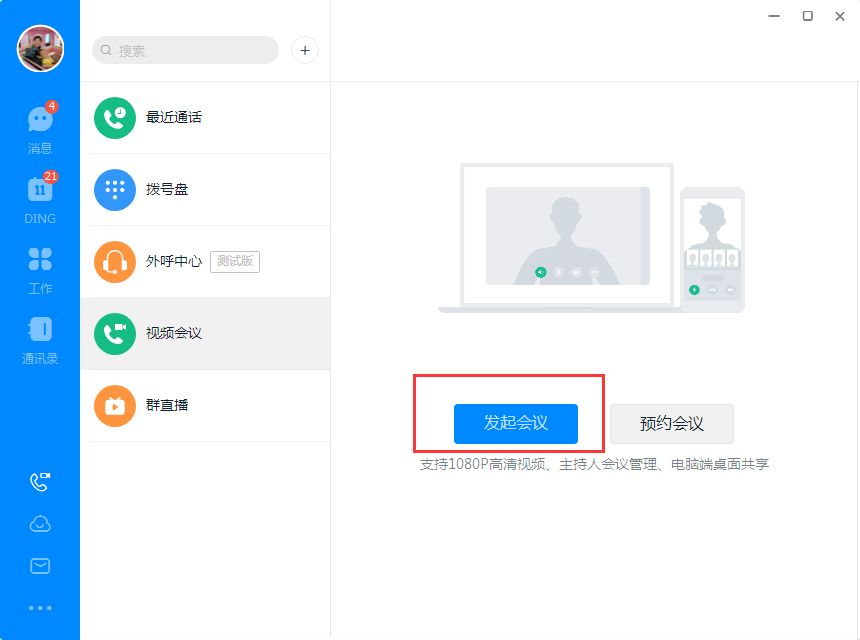 搜索
4
消息
11
21
DING
工作
通讯录
最近通话
拨号盘
外呼中心 测试版
视频会议
群直播
发起会议
预约会议
支持1080P高清视频、主持人会议管理、电脑端桌面共享